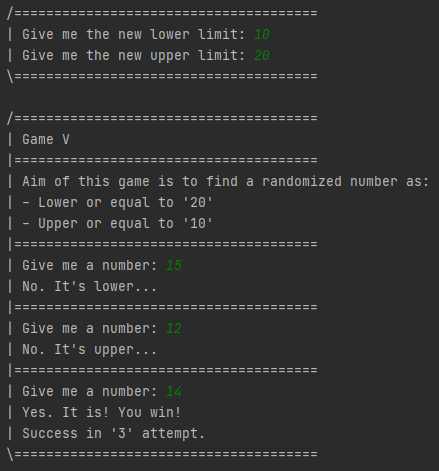 /======================================
| Give me the new lower limit: 10
| Give me the new upper limit: 20
\======================================

/======================================
| Game V
|======================================
| Aim of this game is to find a randomized number as:
| - Lower or equal to '20'
| - Upper or equal to '10'
|======================================
| Give me a number: 15
| No. It's lower...
|======================================
| Give me a number: 12
| No. It's upper...
|======================================
| Give me a number: 14
| Yes. It is! You win!
| Success in '3' attempt.
\======================================